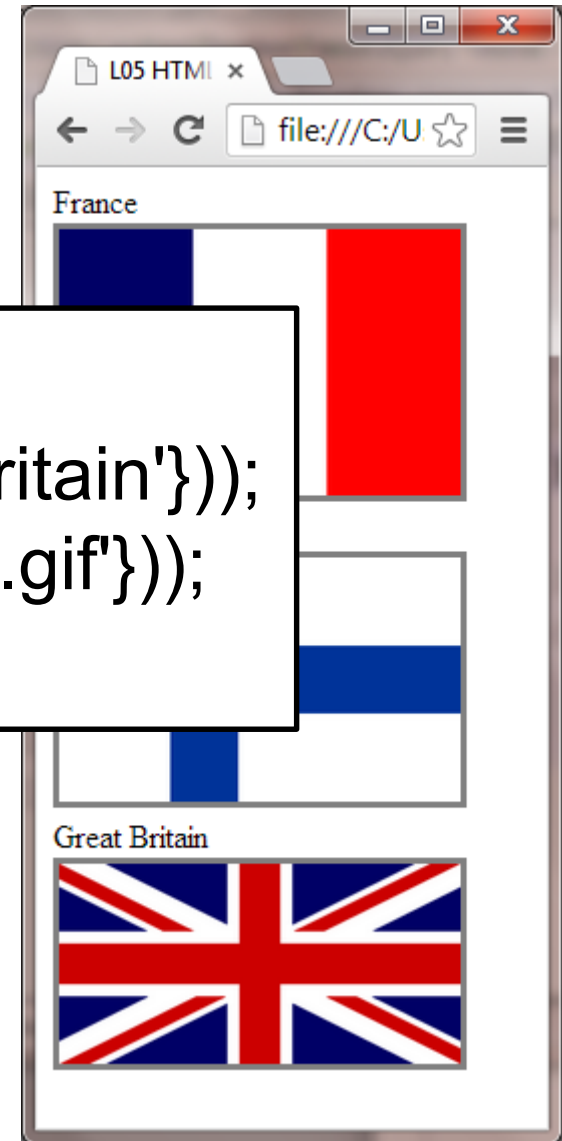 L05 HTML
file:///C:/U
France
ritain'}));
.gif'}));
Great Britain